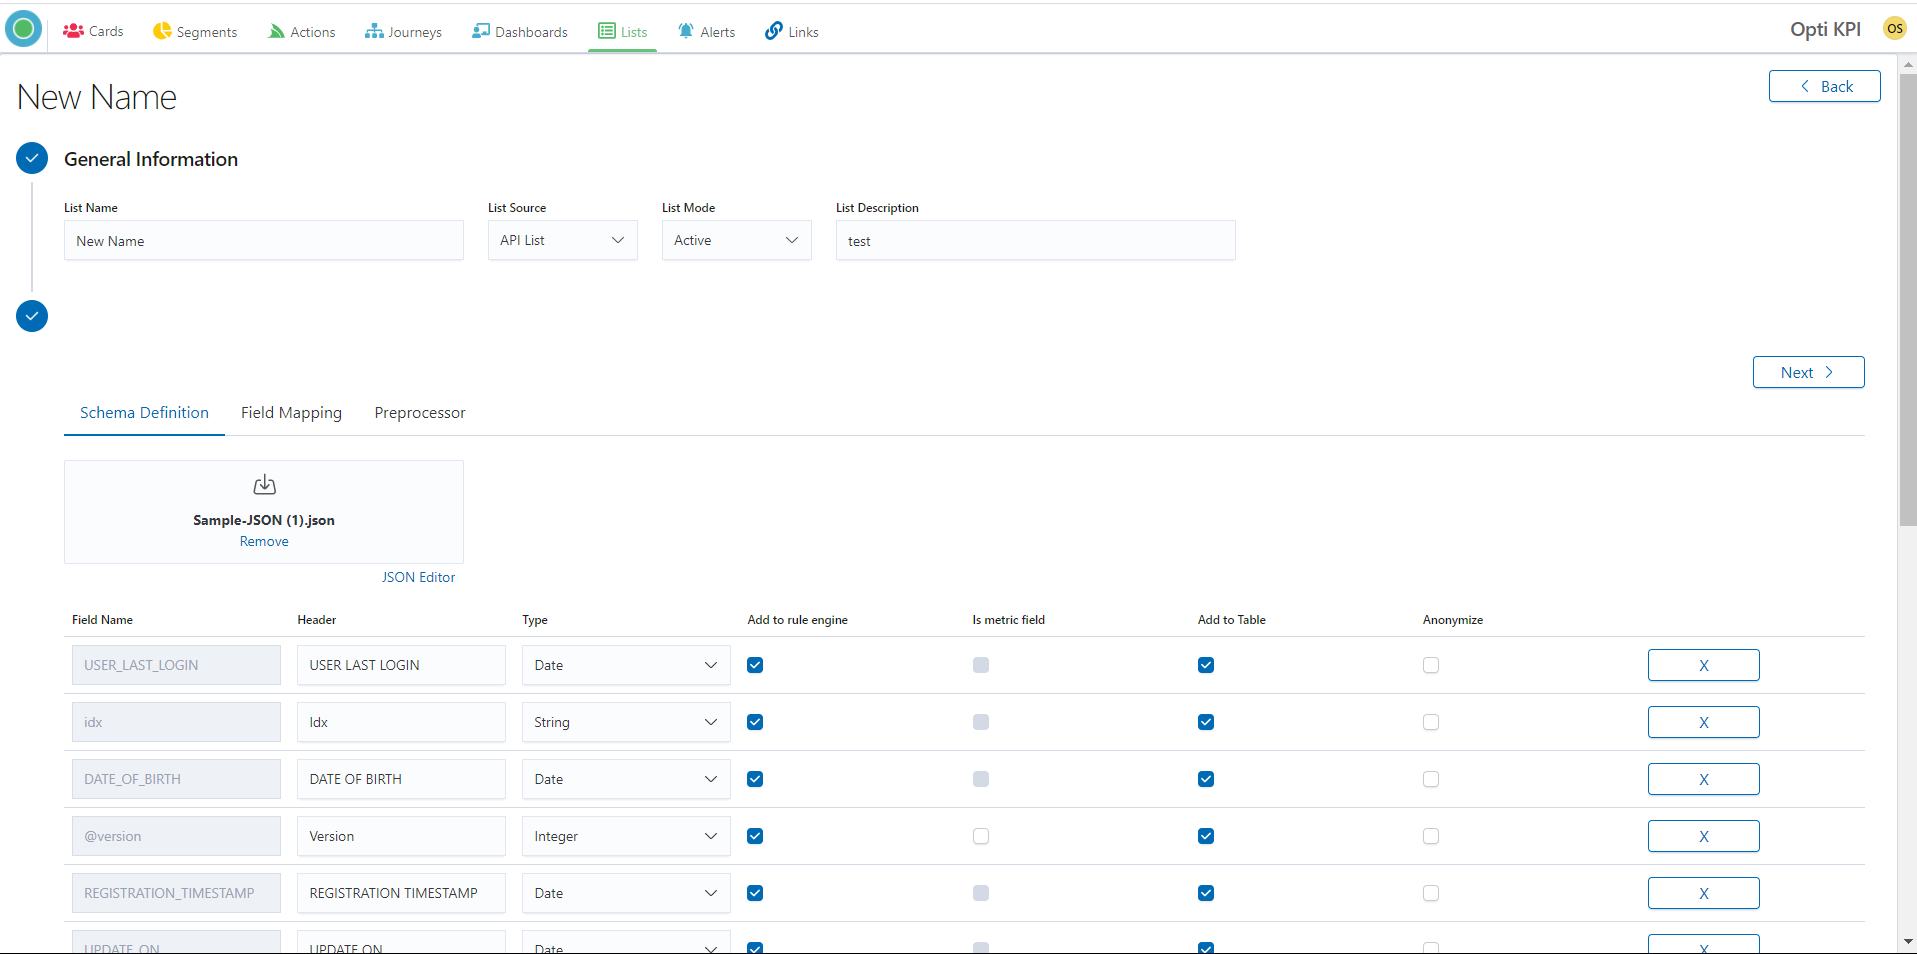 Cards Segments Actions Journeys Dashboards Lists Alerts Links Opti KPI OS
New Name
Back
General Information
List Name List Source List Mode List Description
New Name API List Active test
Next
Schema Definition Field Mapping Preprocessor
Sample-JSON (1).json
Remove
JSON Editor
Field Name Header Type Add to rule engine Is metric field Add to Table Anonymize
USER_LAST_LOGIN USER LAST LOGIN Date X
idx Idx String X
DATE_OF_BIRTH DATE OF BIRTH Date X
@version Version Integer X
REGISTRATION_TIMESTAMP REGISTRATION TIMESTAMP Date X
UPDATE_ON UPDATE ON Date X